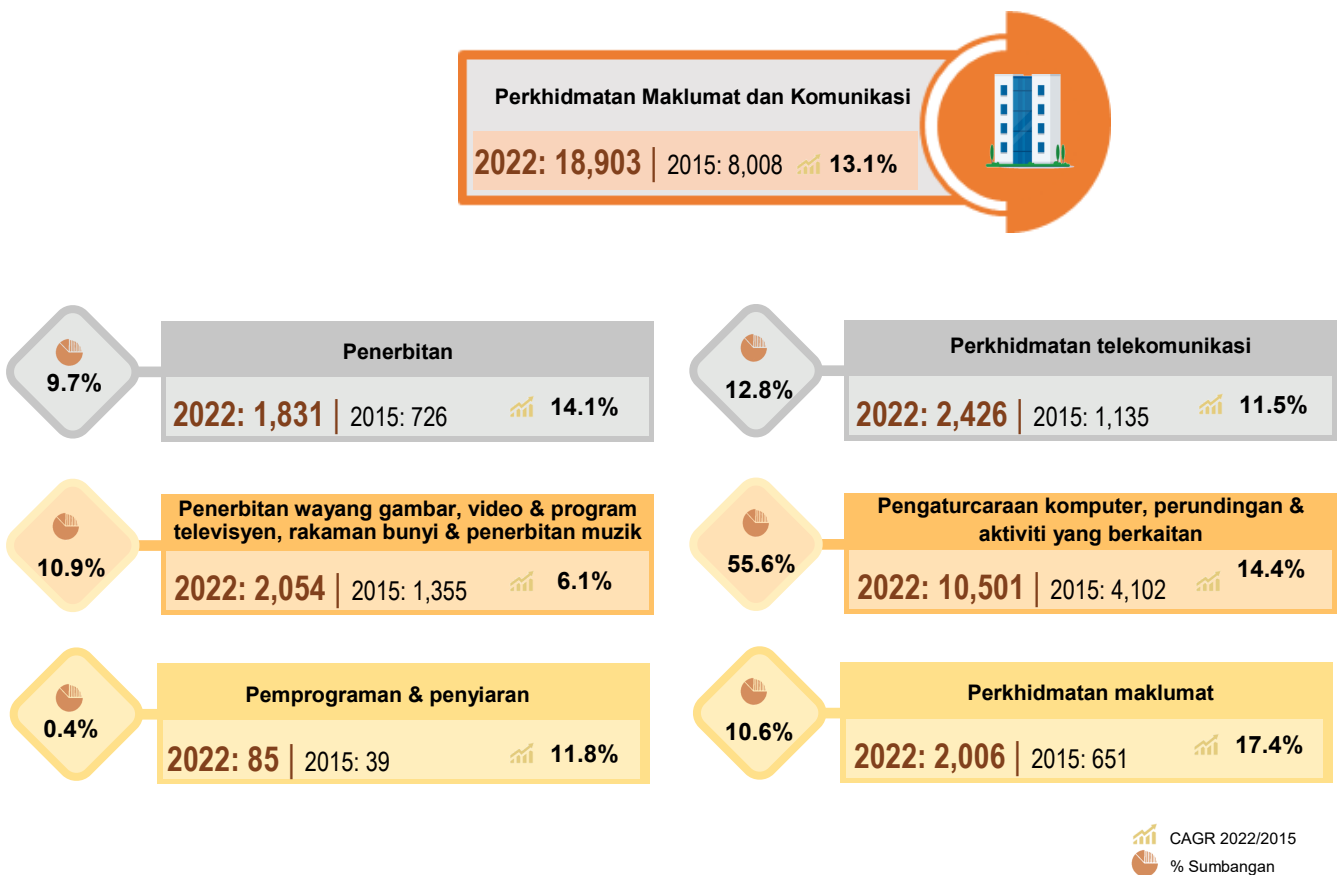 Perkhidmatan Maklumat dan Komunikasi
2022: 18,903 | 2015: 8,008 13.1%
9.7%
Penerbitan
2022: 1,831 | 2015: 726 14.1%
12.8%
Perkhidmatan telekomunikasi
2022: 2,426 | 2015: 1,135 11.5%
10.9%
Penerbitan wayang gambar, video & program
televisyen, rakaman bunyi & penerbitan muzik
2022: 2,054 | 2015: 1,355 6.1%
55.6%
Pengaturcaraan komputer, perundingan &
aktiviti yang berkaitan
2022: 10,501 | 2015: 4,102 14.4%
0.4%
Pemprograman & penyiaran
2022: 85 | 2015: 39 11.8%
10.6%
Perkhidmatan maklumat
2022: 2,006 | 2015: 651 17.4%
CAGR 2022/2015
% Sumbangan